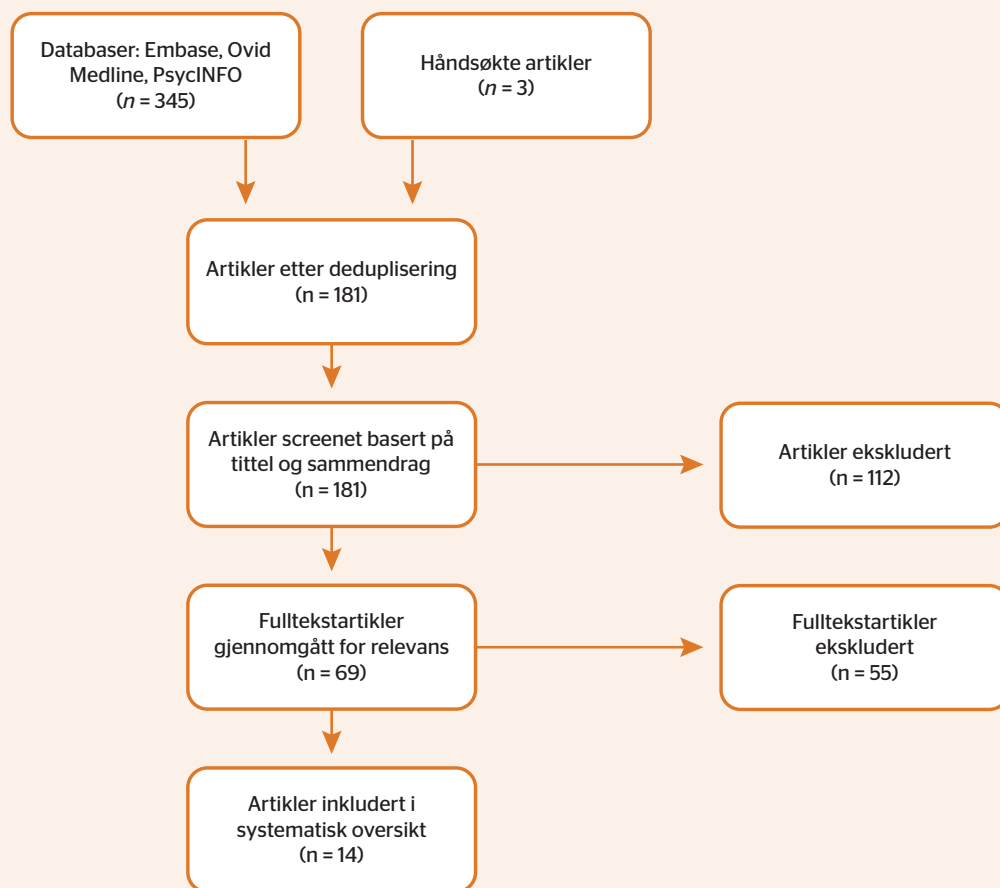 Databaser: Embase, Ovid
Medline, PsycINFO
(n = 345)
Håndsøkte artikler
(n = 3)
Artikler etter deduplisering
(n = 181)
Artikler screenet basert på
tittel og sammendrag
(n = 181)
Artikler ekskludert
(n = 112)
Fulltekstartikler
gjennomgått for relevans
(n = 69)
Fulltekstartikler
ekskludert
(n = 55)
Artikler inkludert i
systematisk oversikt
(n = 14)